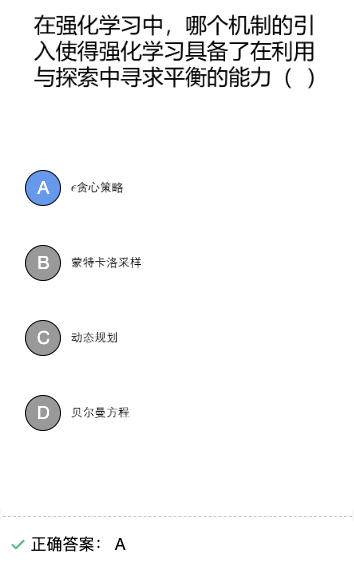 在强化学习中，哪个机制的引
入使得强化学习具备了在利用
与探索中寻求平衡的能力（ ）
A ϵ贪心策略
B 蒙特卡洛采样
C 动态规划
D 贝尔曼方程
正确答案： A